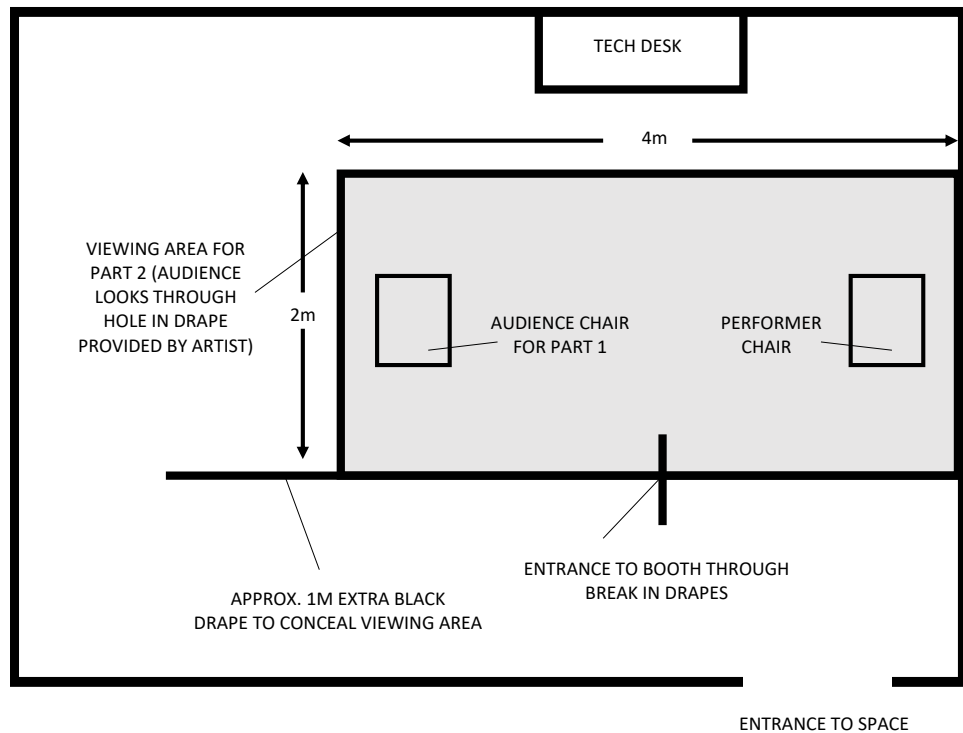 TECH DESK
4m
VIEWING AREA FOR
PART 2 (AUDIENCE
LOOKS THROUGH
HOLE IN DRAPE
PROVIDED BY ARTIST)
2m
AUDIENCE CHAIR
FOR PART 1
PERFORMER
CHAIR
ENTRANCE TO BOOTH THROUGH
BREAK IN DRAPES
APPROX. 1M EXTRA BLACK
DRAPE TO CONCEAL VIEWING AREA
ENTRANCE TO SPACE